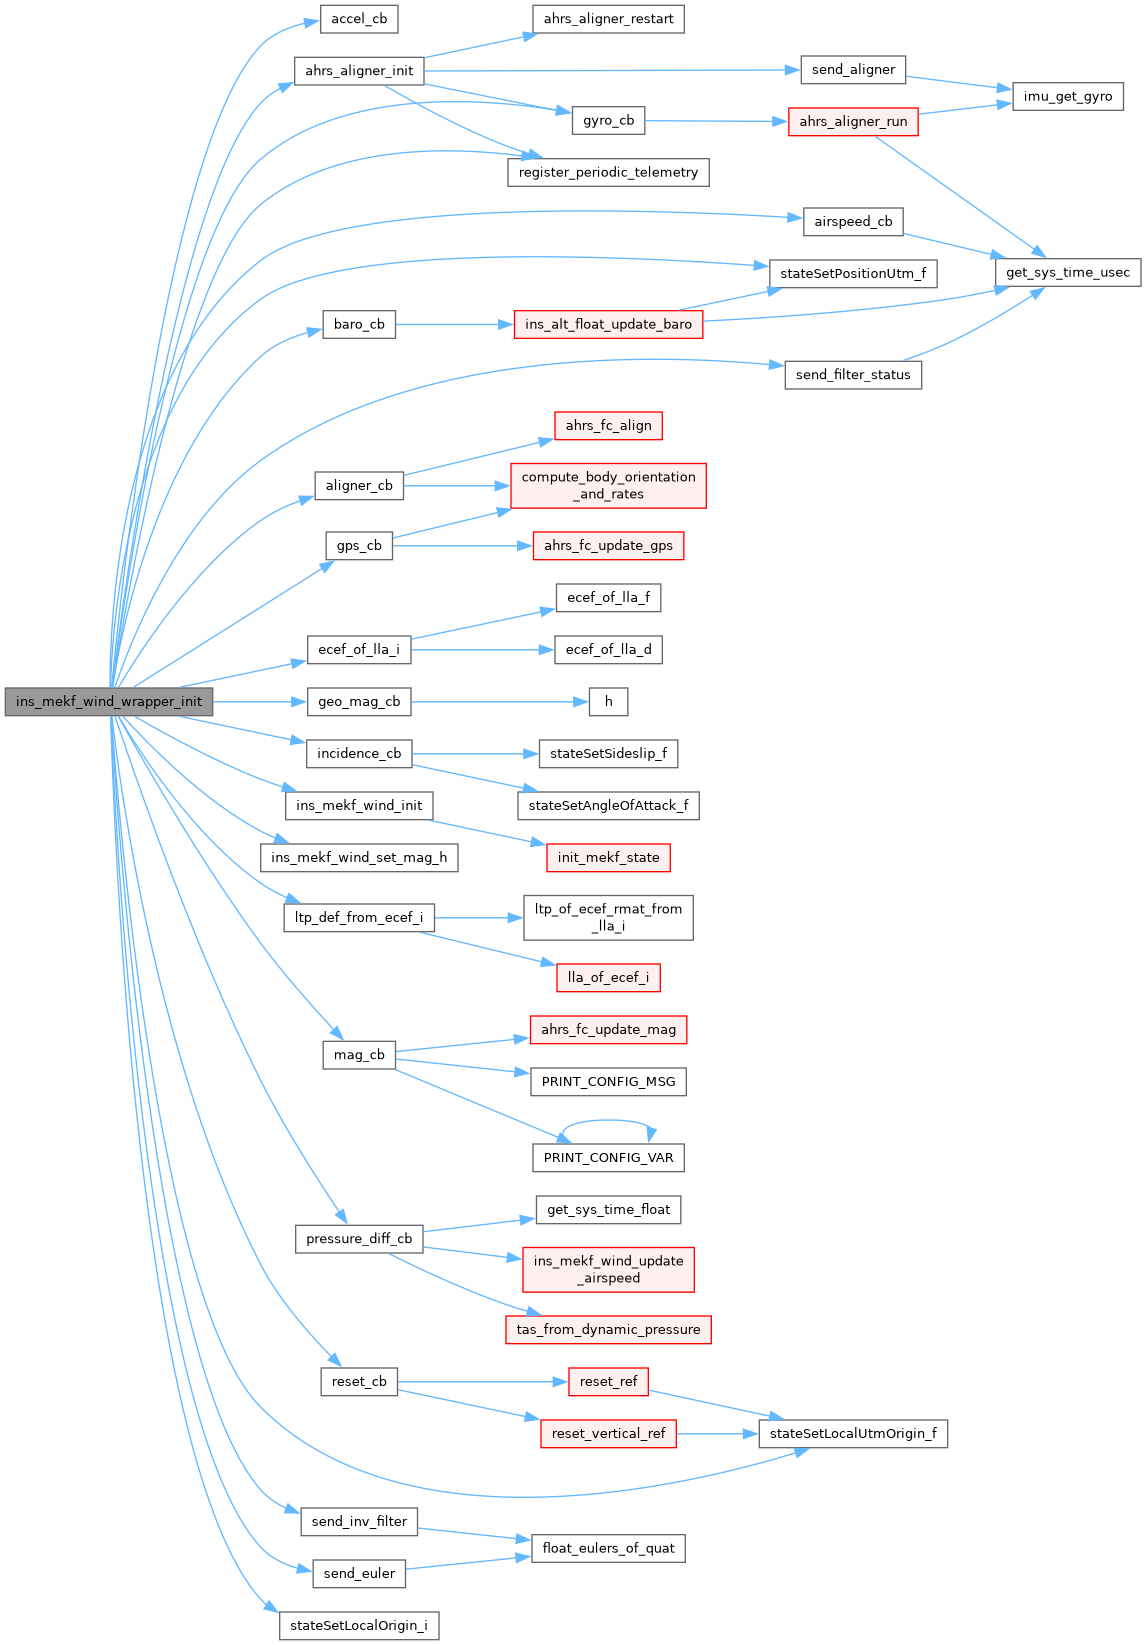 accel_cb
ahrs_aligner_restart
ahrs_aligner_init
send_aligner
imu_get_gyro
gyro_cb
ahrs_aligner_run
register_periodic_telemetry
airspeed_cb
stateSetPositionUtm_f
get_sys_time_usec
baro_cb
ins_alt_float_update_baro
send_filter_status
ahrs_fc_align
aligner_cb
compute_body_orientation
_and_rates
gps_cb
ahrs_fc_update_gps
ecef_of_lla_f
ecef_of_lla_i
ecef_of_lla_d
ins_mekf_wind_wrapper_init
geo_mag_cb
h
incidence_cb
stateSetSideslip_f
ins_mekf_wind_init
stateSetAngleOfAttack_f
ins_mekf_wind_set_mag_h
init_mekf_state
ltp_def_from_ecef_i
ltp_of_ecef_rmat_from
_lla_i
lla_of_ecef_i
ahrs_fc_update_mag
mag_cb
PRINT_CONFIG_MSG
PRINT_CONFIG_VAR
get_sys_time_float
pressure_diff_cb
ins_mekf_wind_update
_airspeed
tas_from_dynamic_pressure
reset_cb
reset_ref
reset_vertical_ref
stateSetLocalUtmOrigin_f
send_inv_filter
float_eulers_of_quat
send_euler
stateSetLocalOrigin_i